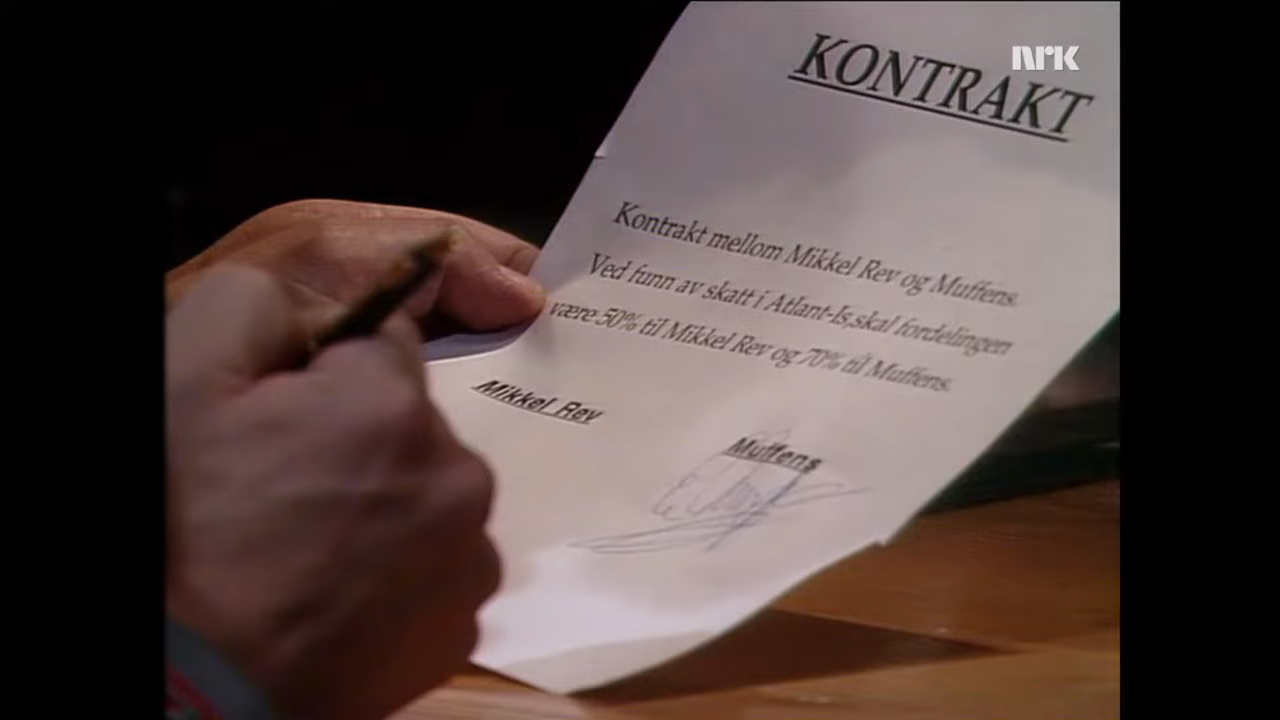 nrk
KONTRAKT
Kontrakt mellom Mikkel Rev og Muffens.
Ved funn av skatt i Atlant-Is,skal fordelingen
være 50% til Mikkel Rev og 70% til Muffens.
Mikkel Rev
Muffens